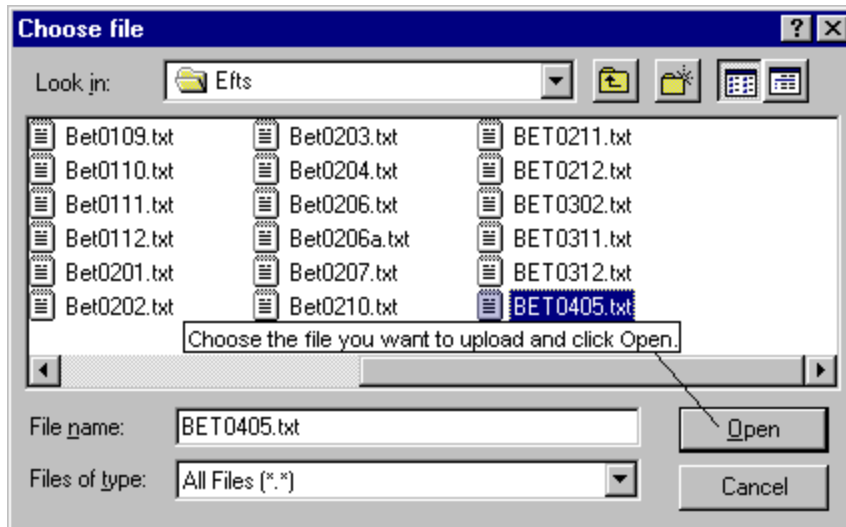 Choose file
Look in: Efts
Bet0109.txt Bet0203.txt BET0211.txt
Bet0110.txt Bet0204.txt BET0212.txt
Bet0111.txt Bet0206.txt BET0302.txt
Bet0112.txt Bet0206a.txt BET0311.txt
Bet0201.txt Bet0207.txt BET0312.txt
Bet0202.txt Bet0210.txt BET0405.txt
Choose the file you want to upload and click Open.
File name: BET0405.txt Open
Files of type: All Files (*.*) Cancel